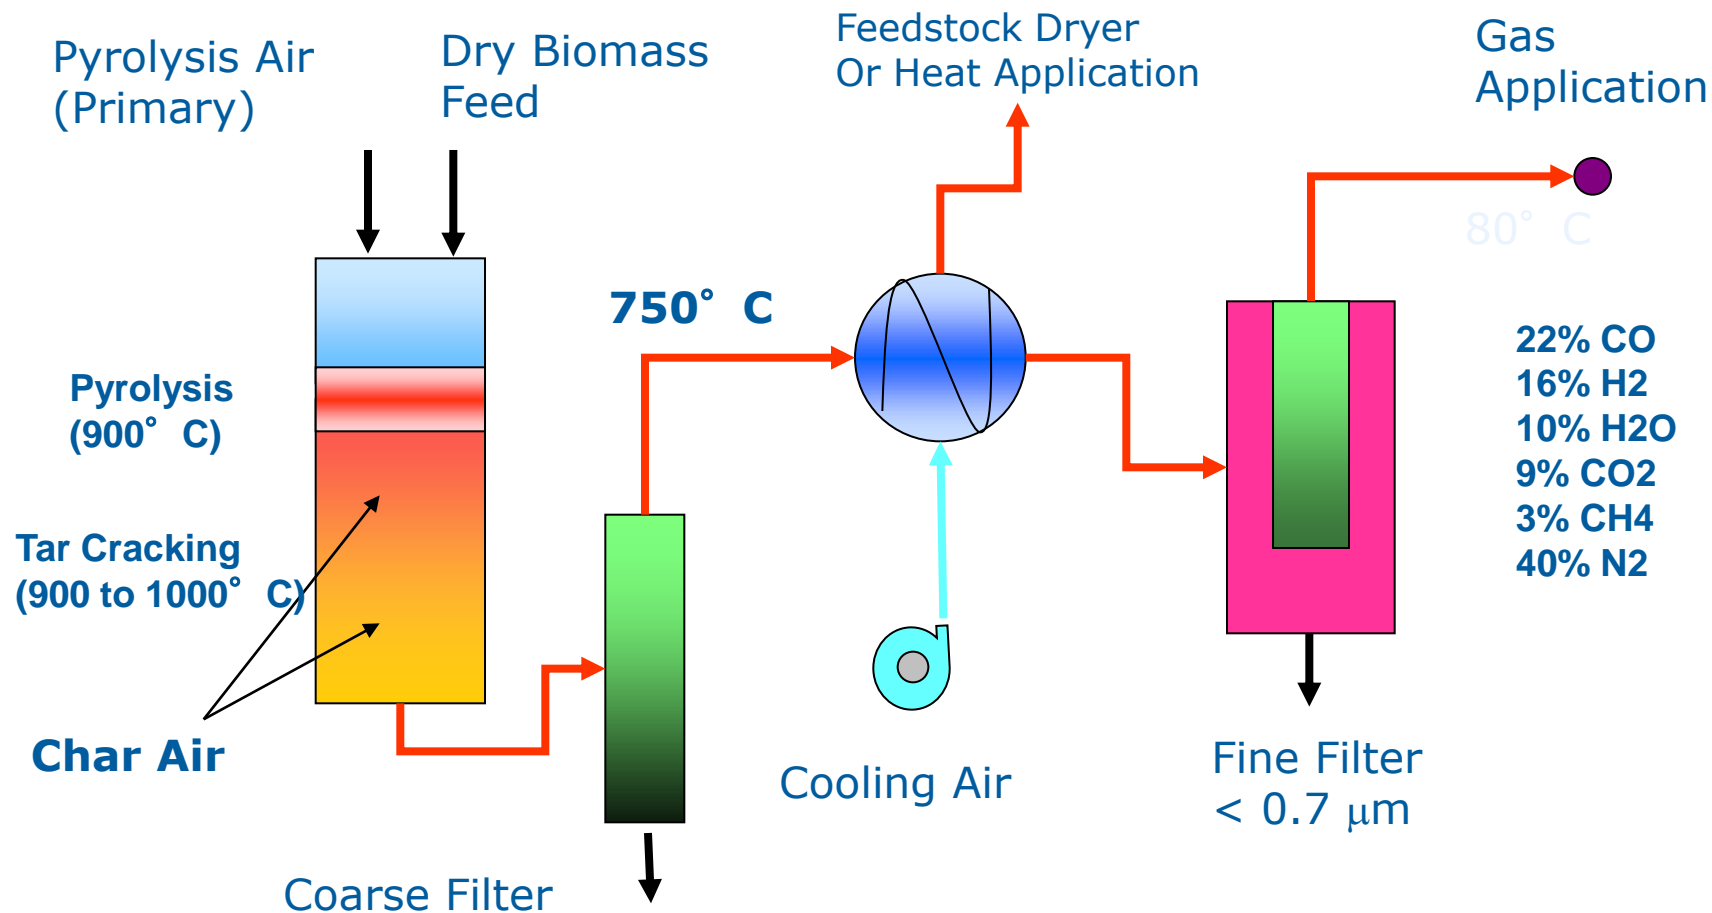 Pyrolysis Air
(Primary)
Dry Biomass
Feed
Feedstock Dryer
Or Heat Application
Gas
Application
80° C
750° C
Pyrolysis
(900° C)
Tar Cracking
(900 to 1000° C)
Char Air
22% CO
16% H2
10% H2O
9% CO2
3% CH4
40% N2
Cooling Air
Fine Filter
< 0.7 μm
Coarse Filter